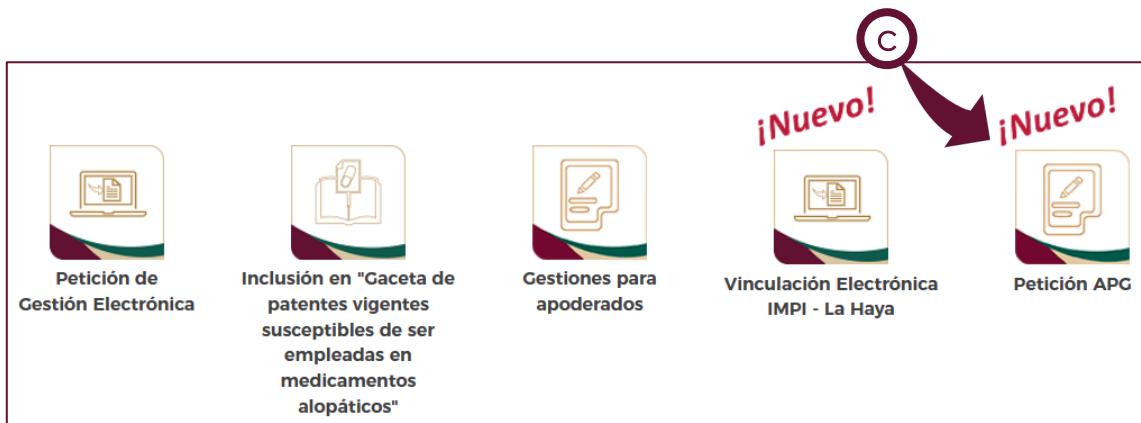 C
¡Nuevo!
¡Nuevo!
Petición de
Gestión Electrónica
Inclusión en "Gaceta de
patentes vigentes
susceptibles de ser
empleadas en
medicamentos
alopáticos"
Gestiones para
apoderados
Vinculación Electrónica
IMPI - La Haya
Petición APG